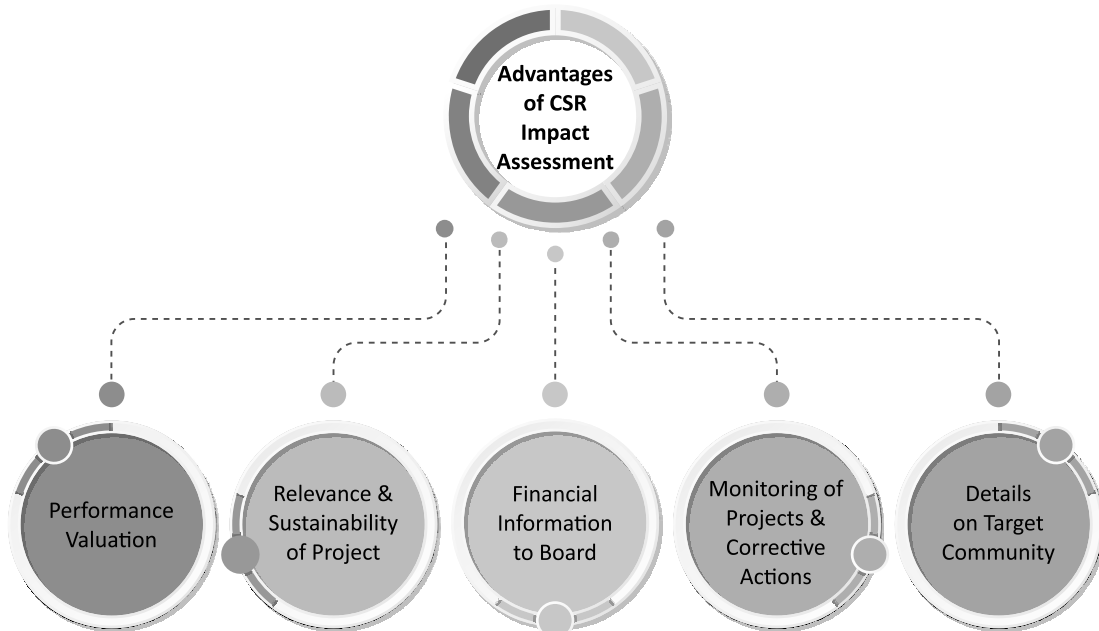 Advantages
of CSR
Impact
Assessment
Performance
Valuation
Relevance &
Sustainability
of Project
Financial
Information
to Board
Monitoring of
Projects &
Corrective
Actions
Details
on Target
Community